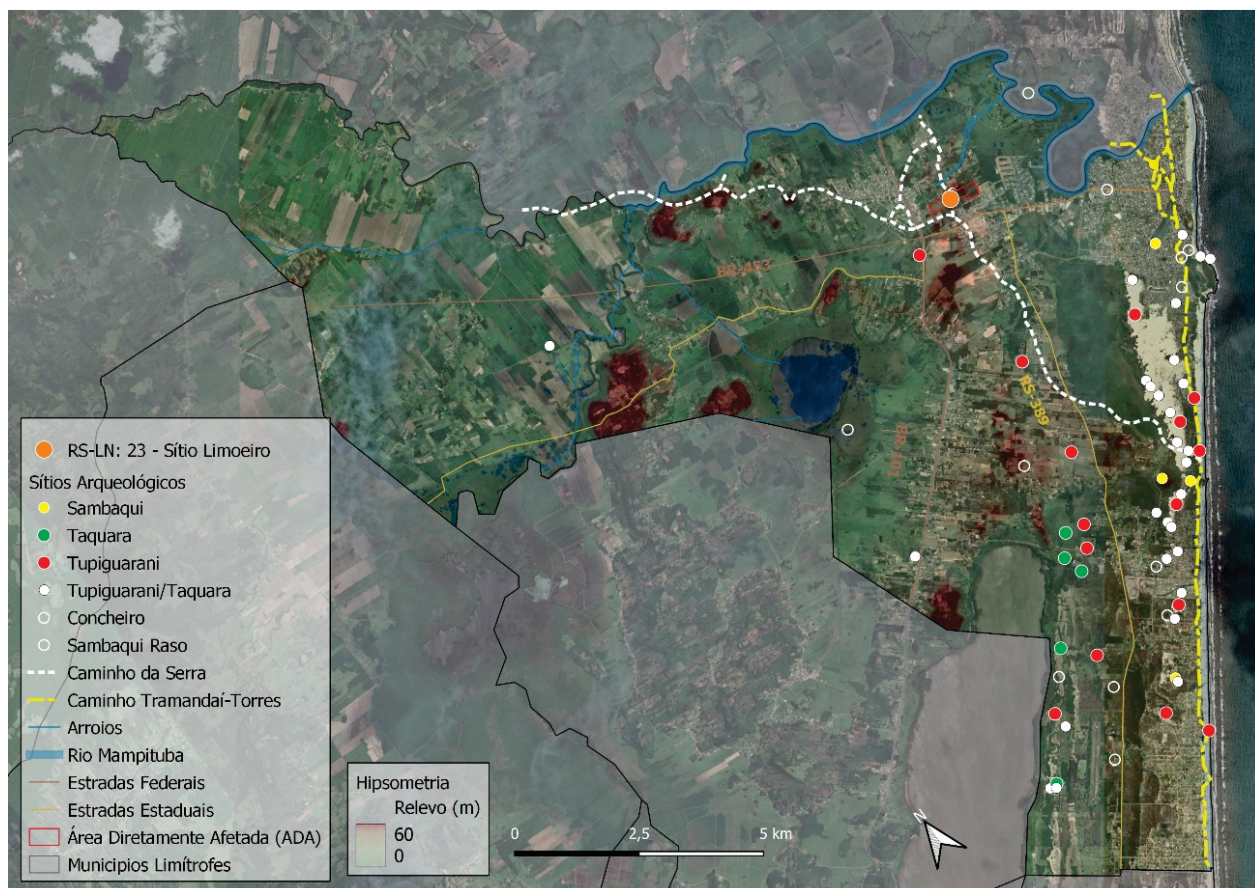 BR-453
BR-101
RS-389
RS-LN: 23 - Sítio Limoeiro
Sítios Arqueológicos
Sambaqui
Taquara
Tupiguarani
Tupiguarani/Taquara
Concheiro
Sambaqui Raso
Caminho da Serra
Caminho Tramandaí-Torres
Arroios
Rio Mampituba
Estradas Federais
Estradas Estaduais
Área Diretamente Afetada (ADA)
Municipios Limítrofes
Hipsometria
Relevo (m)
60
0
0 2,5 5 km
N